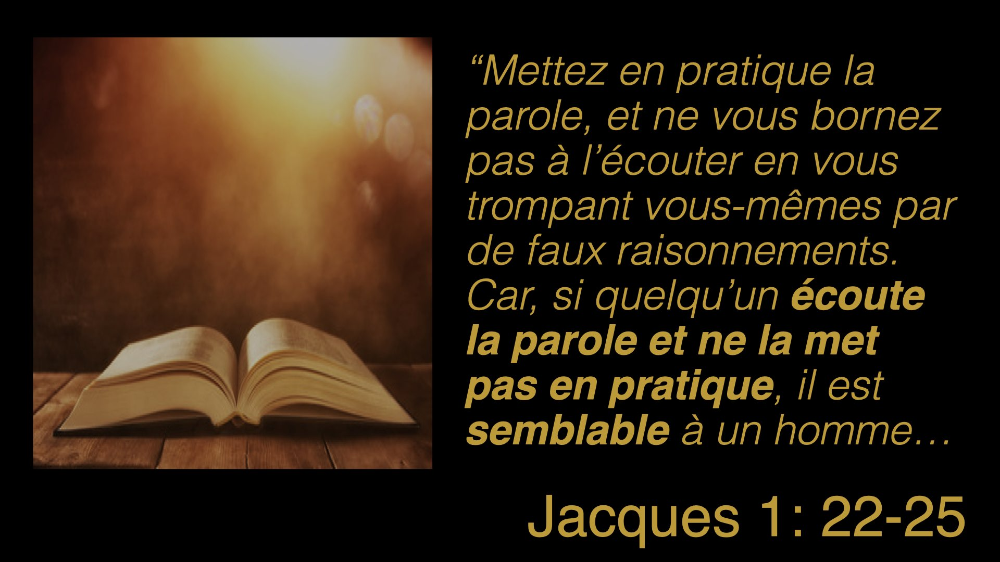 “Mettez en pratique la
parole, et ne vous bornez
pas à l’écouter en vous
trompant vous-mêmes par
de faux raisonnements.
Car, si quelqu’un écoute
la parole et ne la met
pas en pratique, il est
semblable à un homme…
Jacques 1: 22-25